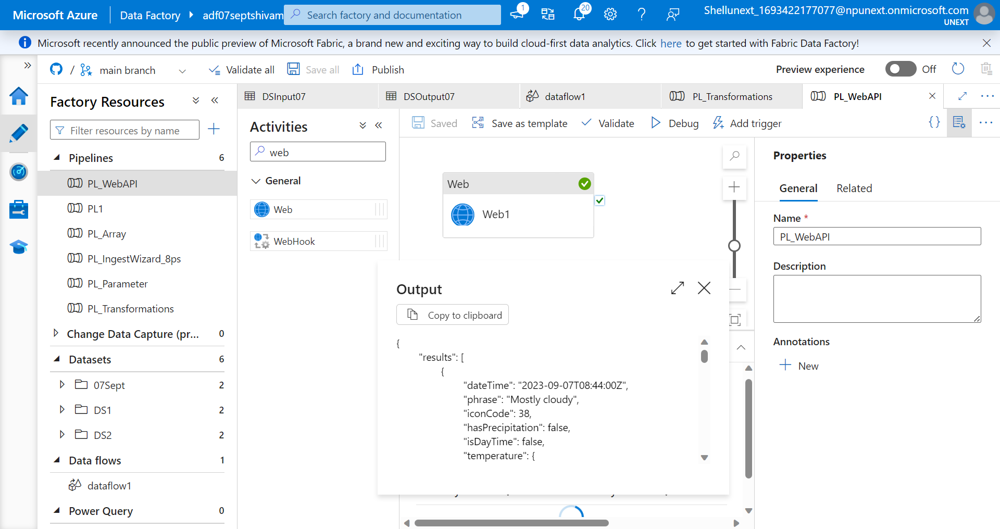 Microsoft Azure
Data Factory
adf07septshivam
Search factory and documentation
1
20
Shellunext_1693422177077@npunext.onmicrosoft.com
UNEXT
Microsoft recently announced the public preview of Microsoft Fabric, a brand new and exciting way to build cloud-first data analytics. Click here to get started with Fabric Data Factory!
/ main branch
Validate all
Save all
Publish
Preview experience
Off
Factory Resources
Filter resources by name
Pipelines 6
PL_WebAPI
PL1
PL_Array
PL_IngestWizard_8ps
PL_Parameter
PL_Transformations
Change Data Capture (pr... 0
Datasets 6
07Sept 2
DS1 2
DS2 2
Data flows 1
dataflow1
Power Query 0
DSInput07
DSOutput07
dataflow1
PL_Transformations
PL_WebAPI
Activities
web
General
Web
WebHook
Saved
Save as template
Validate
Debug
Add trigger
{}
Web
Web1
Output
Copy to clipboard
{
"results": [
{
"dateTime": "2023-09-07T08:44:00Z",
"phrase": "Mostly cloudy",
"iconCode": 38,
"hasPrecipitation": false,
"isDayTime": false,
"temperature": {
Properties
General
Related
Name *
PL_WebAPI
Description
Annotations
New